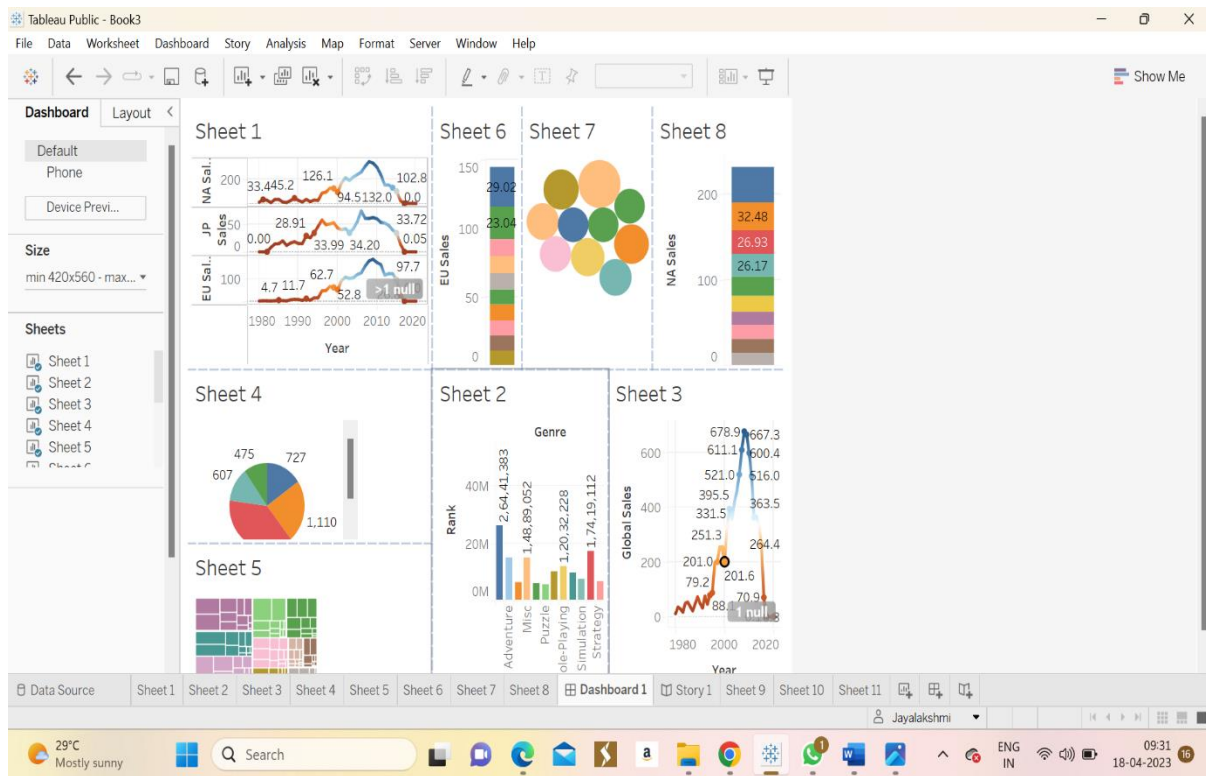 Tableau Public - Book3
File Data Worksheet Dashboard Story Analysis Map Format Server Window Help
Show Me
Dashboard Layout
Default
Phone
Device Previ...
Size
min 420x560 - max...
Sheets
Sheet 1
Sheet 2
Sheet 3
Sheet 4
Sheet 5
Sheet 1
NA Sal..
200
33.4 45.2 126.1 94.5 132.0 102.8 0.0
JP Sales
50
0
0.00 28.91 33.99 34.20 33.72 0.05
EU Sal..
100
4.7 11.7 62.7 52.8 97.7
>1 null
1980 1990 2000 2010 2020
Year
Sheet 6
EU Sales
150
100
50
0
29.02
23.04
Sheet 7
Sheet 8
NA Sales
200
100
0
32.48
26.93
26.17
Sheet 4
475 727
607
1,110
Sheet 5
Sheet 2
Genre
Rank
40M
20M
0M
2,64,41,383
1,48,89,052
1,20,32,228
1,74,19,112
Adventure
Misc
Puzzle
ole-Playing
Simulation
Strategy
Sheet 3
Global Sales
600
400
200
0
678.9 667.3
611.1 600.4
521.0 516.0
395.5 363.5
331.5
251.3 264.4
201.0 201.6
79.2 70.9
88.1
1 null
1980 2000 2020
Year
Data Source Sheet 1 Sheet 2 Sheet 3 Sheet 4 Sheet 5 Sheet 6 Sheet 7 Sheet 8 Dashboard 1 Story 1 Sheet 9 Sheet 10 Sheet 11
Jayalakshmi
29°C
Mostly sunny
Search
a
1
ENG
IN
09:31
18-04-2023
16